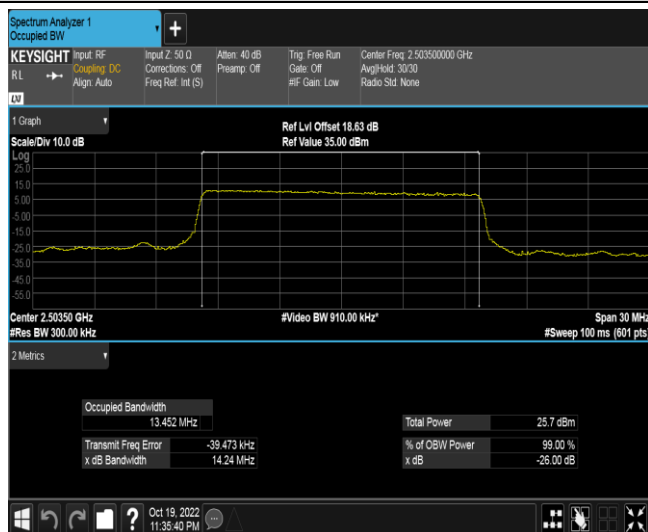 Spectrum Analyzer 1
Occupied BW
+
KEYSIGHT Input: RF Input Z: 50 Ω Atten: 40 dB Trig: Free Run Center Freq: 2.503500000 GHz
RL Coupling: DC Corrections: Off Preamp: Off Gate: Off Avg|Hold: 30/30
Align: Auto Freq Ref: Int (S) #IF Gain: Low Radio Std: None
LXI
1 Graph
Ref Lvl Offset 18.63 dB
Scale/Div 10.0 dB Ref Value 35.00 dBm
Log
25.0
15.0
5.00
-5.00
-15.0
-25.0
-35.0
-45.0
-55.0
Center 2.50350 GHz #Video BW 910.00 kHz* Span 30 MHz
#Res BW 300.00 kHz #Sweep 100 ms (601 pts)
2 Metrics
Occupied Bandwidth
13.452 MHz Total Power 25.7 dBm
Transmit Freq Error -39.473 kHz % of OBW Power 99.00 %
x dB Bandwidth 14.24 MHz x dB -26.00 dB
? Oct 19, 2022
11:35:40 PM